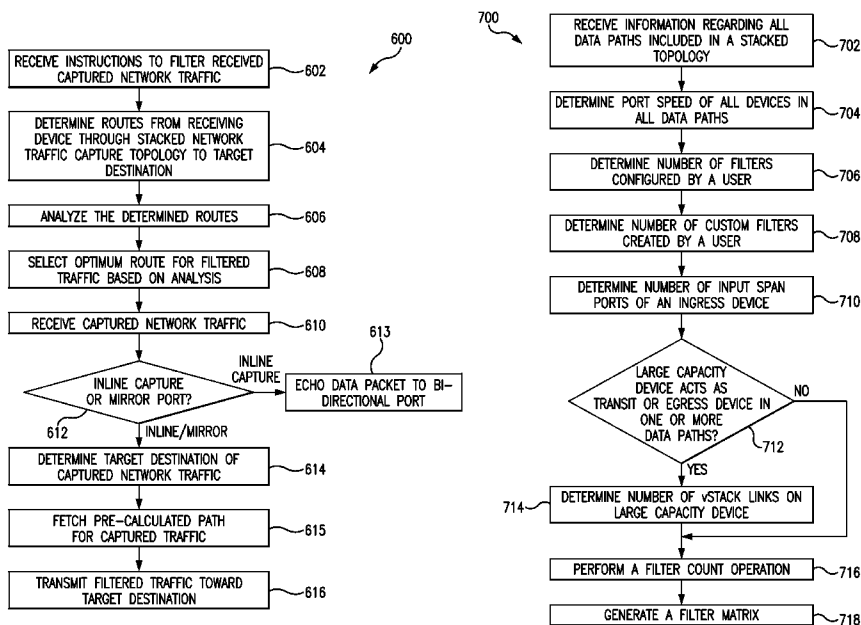 600
RECEIVE INSTRUCTIONS TO FILTER RECEIVED
CAPTURED NETWORK TRAFFIC
602
DETERMINE ROUTES FROM RECEIVING
DEVICE THROUGH STACKED NETWORK
TRAFFIC CAPTURE TOPOLOGY TO TARGET
DESTINATION
604
ANALYZE THE DETERMINED ROUTES
606
SELECT OPTIMUM ROUTE FOR FILTERED
TRAFFIC BASED ON ANALYSIS
608
RECEIVE CAPTURED NETWORK TRAFFIC
610
INLINE CAPTURE
OR MIRROR PORT?
612
INLINE
CAPTURE
613
ECHO DATA PACKET TO BI-
DIRECTIONAL PORT
INLINE/MIRROR
DETERMINE TARGET DESTINATION OF
CAPTURED NETWORK TRAFFIC
614
FETCH PRE-CALCULATED PATH
FOR CAPTURED TRAFFIC
615
TRANSMIT FILTERED TRAFFIC TOWARD
TARGET DESTINATION
616
700
RECEIVE INFORMATION REGARDING ALL
DATA PATHS INCLUDED IN A STACKED
TOPOLOGY
702
DETERMINE PORT SPEED OF ALL DEVICES IN
ALL DATA PATHS
704
DETERMINE NUMBER OF FILTERS
CONFIGURED BY A USER
706
DETERMINE NUMBER OF CUSTOM FILTERS
CREATED BY A USER
708
DETERMINE NUMBER OF INPUT SPAN
PORTS OF AN INGRESS DEVICE
710
LARGE CAPACITY
DEVICE ACTS AS
TRANSIT OR EGRESS DEVICE IN
ONE OR MORE
DATA PATHS?
712
NO
YES
714
DETERMINE NUMBER OF vSTACK LINKS ON
LARGE CAPACITY DEVICE
PERFORM A FILTER COUNT OPERATION
716
GENERATE A FILTER MATRIX
718